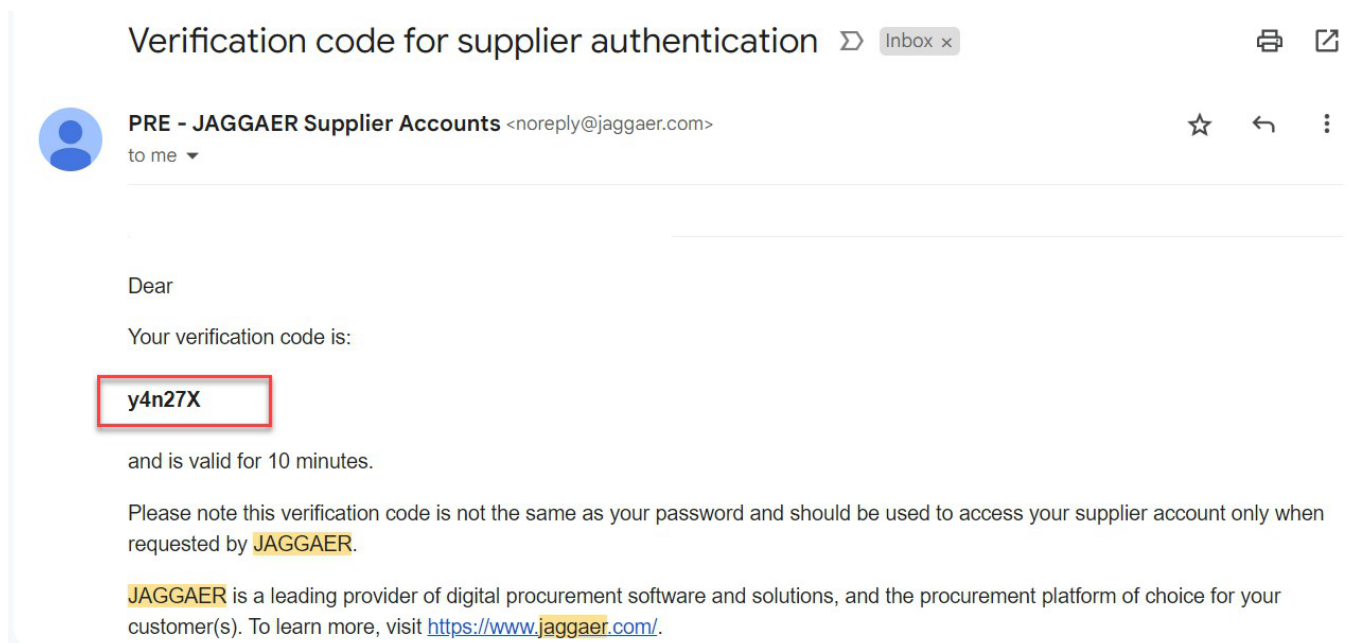 Verification code for supplier authentication Inbox ×
PRE - JAGGAER Supplier Accounts <noreply@jaggaer.com>
to me
Dear
Your verification code is:
y4n27X
and is valid for 10 minutes.
Please note this verification code is not the same as your password and should be used to access your supplier account only when
requested by JAGGAER.
JAGGAER is a leading provider of digital procurement software and solutions, and the procurement platform of choice for your
customer(s). To learn more, visit https://www.jaggaer.com/.